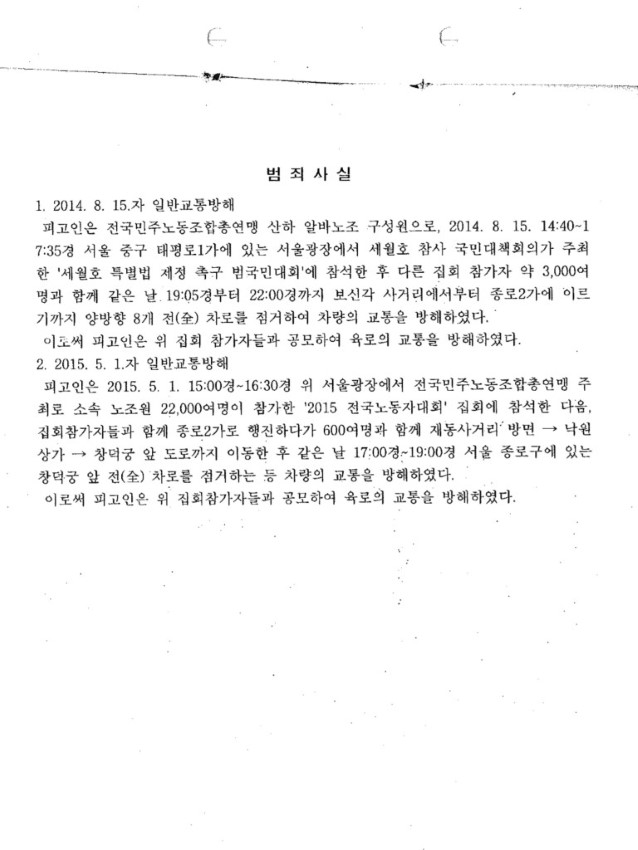 범 죄 사 실
1. 2014. 8. 15.자 일반교통방해
피고인은 전국민주노동조합총연맹 산하 알바노조 구성원으로, 2014. 8. 15. 14:40~1
7:35경 서울 중구 태평로1가에 있는 서울광장에서 세월호 참사 국민대책회의가 주최
한 '세월호 특별법 제정 촉구 범국민대회'에 참석한 후 다른 집회 참가자 약 3,000여
명과 함께 같은 날 19:05경부터 22:00경까지 보신각 사거리에서부터 종로2가에 이르
기까지 양방향 8개 전(全) 차로를 점거하여 차량의 교통을 방해하였다.
이로써 피고인은 위 집회 참가자들과 공모하여 육로의 교통을 방해하였다.
2. 2015. 5. 1.자 일반교통방해
피고인은 2015. 5. 1. 15:00경~16:30경 위 서울광장에서 전국민주노동조합총연맹 주
최로 소속 노조원 22,000여명이 참가한 '2015 전국노동자대회' 집회에 참석한 다음,
집회참가자들과 함께 종로2가로 행진하다가 600여명과 함께 재동사거리 방면 → 낙원
상가 → 창덕궁 앞 도로까지 이동한 후 같은 날 17:00경~19:00경 서울 종로구에 있는
창덕궁 앞 전(全) 차로를 점거하는 등 차량의 교통을 방해하였다.
이로써 피고인은 위 집회참가자들과 공모하여 육로의 교통을 방해하였다.